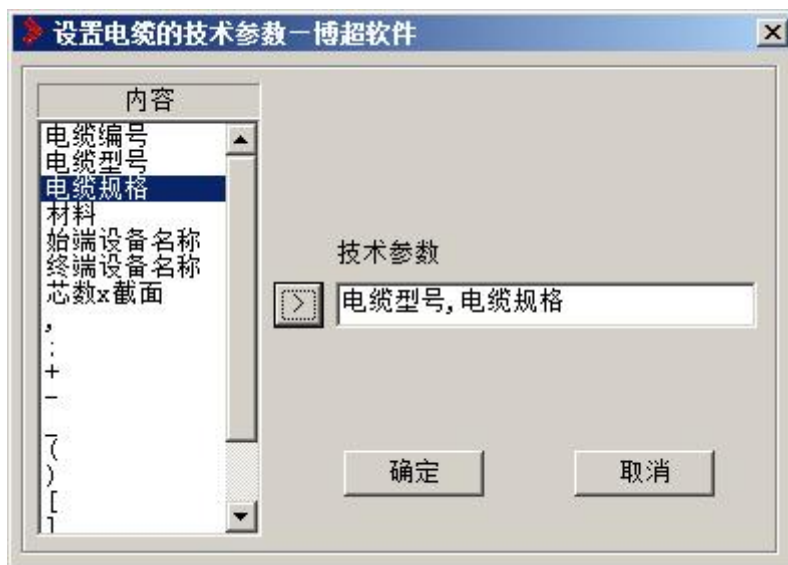 设置电缆的技术参数－博超软件
内容
电缆编号
电缆型号
电缆规格
材料
始端设备名称
终端设备名称
芯数x截面
,
:
+
-
_
(
)
[
]
技术参数
>
电缆型号,电缆规格
确定
取消